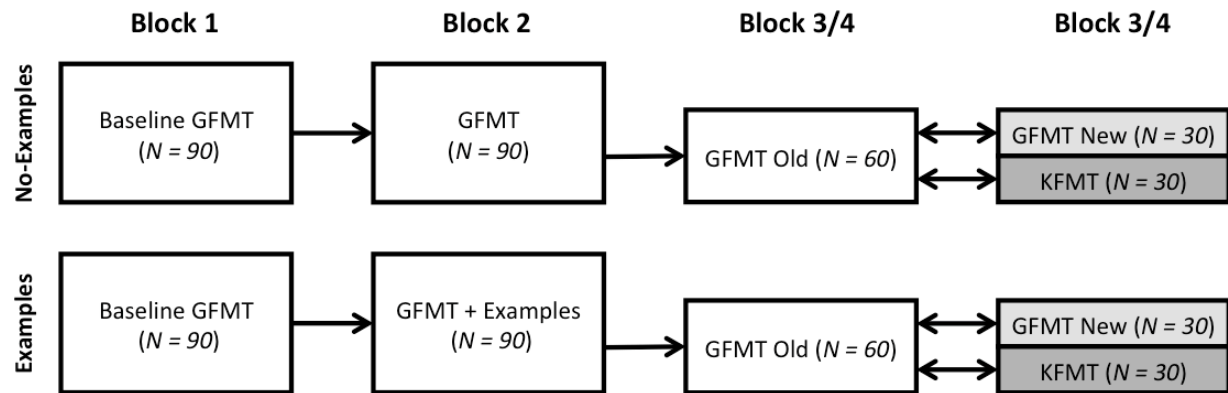 Block 1
Block 2
Block 3/4
Block 3/4
No-Examples
Baseline GFMT
(N = 90)
GFMT
(N = 90)
GFMT Old (N = 60)
GFMT New (N = 30)
KFMT (N = 30)
Examples
Baseline GFMT
(N = 90)
GFMT + Examples
(N = 90)
GFMT Old (N = 60)
GFMT New (N = 30)
KFMT (N = 30)